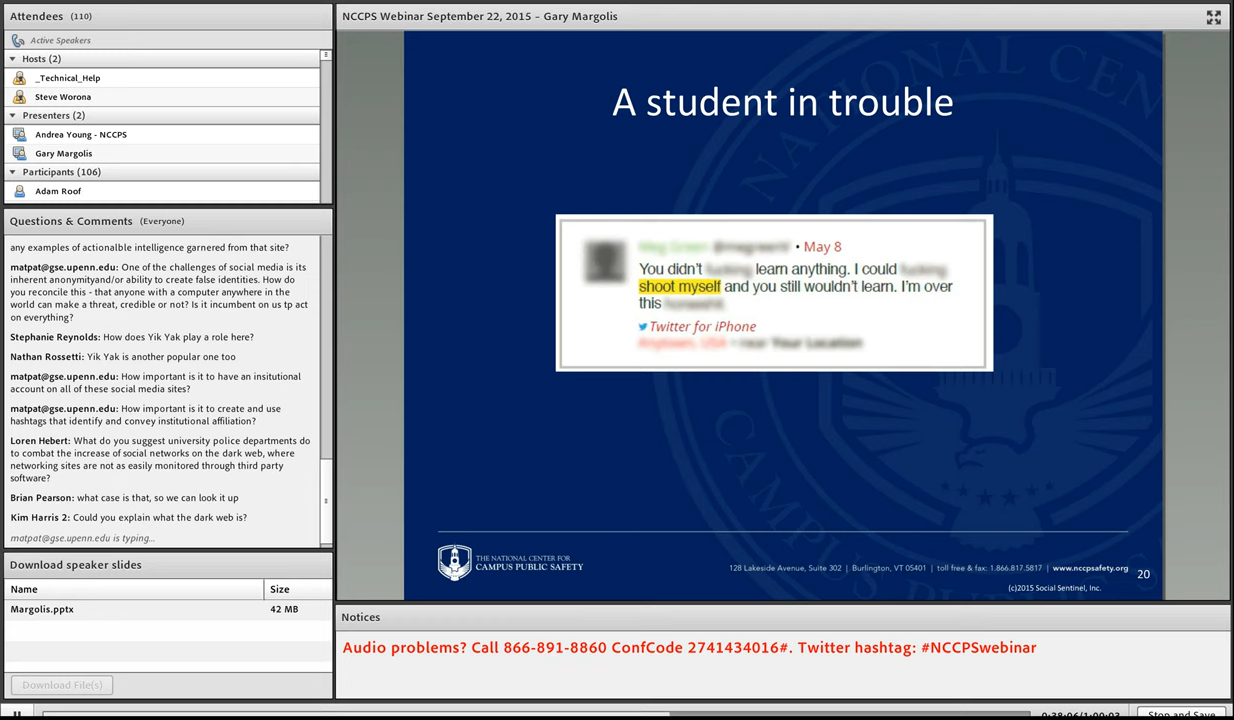 Attendees (110)
Active Speakers
Hosts (2)
_Technical_Help
Steve Worona
Presenters (2)
Andrea Young - NCCPS
Gary Margolis
Participants (106)
Adam Roof
Questions & Comments (Everyone)
any examples of actionalble intelligence garnered from that site?
matpat@gse.upenn.edu: One of the challenges of social media is its
inherent anonymityand/or ability to create false identities. How do
you reconcile this - that anyone with a computer anywhere in the
world can make a threat, credible or not? Is it incumbent on us tp act
on everything?
Stephanie Reynolds: How does Yik Yak play a role here?
Nathan Rossetti: Yik Yak is another popular one too
matpat@gse.upenn.edu: How important is it to have an insitutional
account on all of these social media sites?
matpat@gse.upenn.edu: How important is it to create and use
hashtags that identify and convey institutional affiliation?
Loren Hebert: What do you suggest university police departments do
to combat the increase of social networks on the dark web, where
networking sites are not as easily monitored through third party
software?
Brian Pearson: what case is that, so we can look it up
Kim Harris 2: Could you explain what the dark web is?
matpat@gse.upenn.edu is typing...
Download speaker slides
Name Size
Margolis.pptx 42 MB
Download File(s)
NCCPS Webinar September 22, 2015 - Gary Margolis
NATIONAL CEN
CAMPUS PUBLIC SAFETY
A student in trouble
• May 8
You didn't learn anything. I could
shoot myself and you still wouldn't learn. I'm over
this
Twitter for iPhone
THE NATIONAL CENTER FOR
CAMPUS PUBLIC SAFETY
128 Lakeside Avenue, Suite 302 | Burlington, VT 05401 | toll free & fax: 1.866.817.5817 | www.nccpsafety.org
20
(c)2015 Social Sentinel, Inc.
Notices
Audio problems? Call 866-891-8860 ConfCode 2741434016#. Twitter hashtag: #NCCPSwebinar
0:38:06/1:00:03
Stop and Save